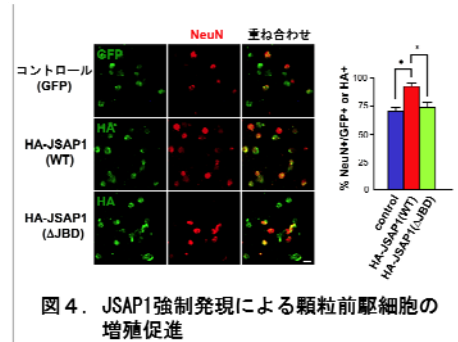 NeuN 重ね合わせ
GFP
コントロール
(GFP)
HA
HA-JSAP1
(WT)
HA
HA-JSAP1
(ΔJBD)
% NeuN+/GFP+ or HA+
100
75
50
25
0
* *
control
HA-JSAP1(WT)
HA-JSAP1(ΔJBD)
図4. JSAP1強制発現による顆粒前駆細胞の
増殖促進